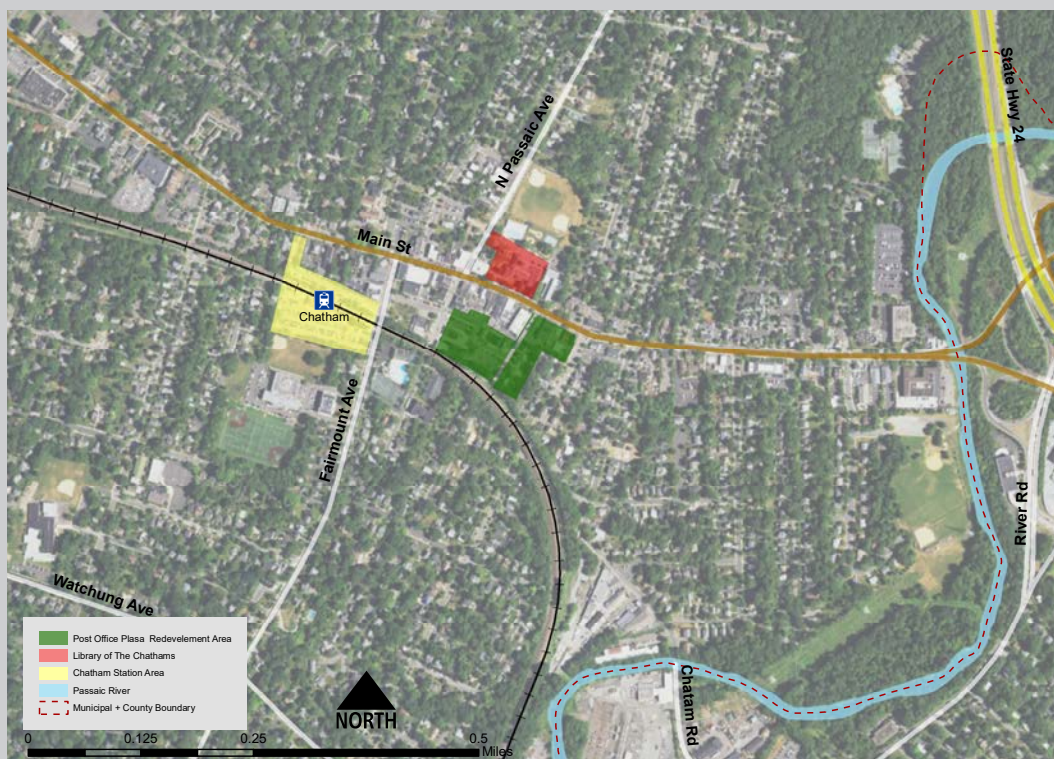 State Hwy 24
N Passaic Ave
Main St
Chatham
Fairmount Ave
River Rd
Watchung Ave
Post Office Plasa Redevelement Area
Library of The Chathams
Chatham Station Area
Passaic River
Municipal + County Boundary
Chatam Rd
NORTH
0 0.125 0.25 0.5
Miles